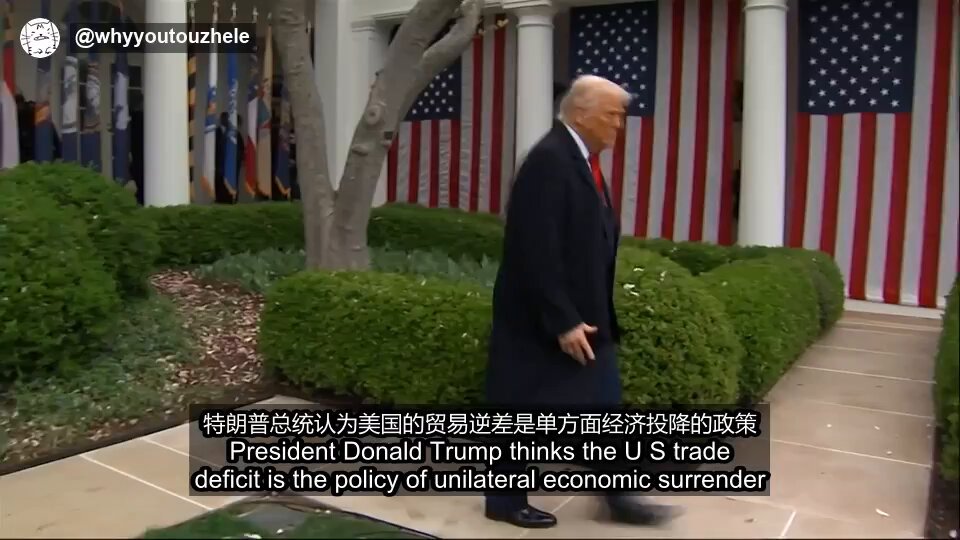 @whyyoutouzhele
特朗普总统认为美国的贸易逆差是单方面经济投降的政策
President Donald Trump thinks the U S trade
deficit is the policy of unilateral economic surrender